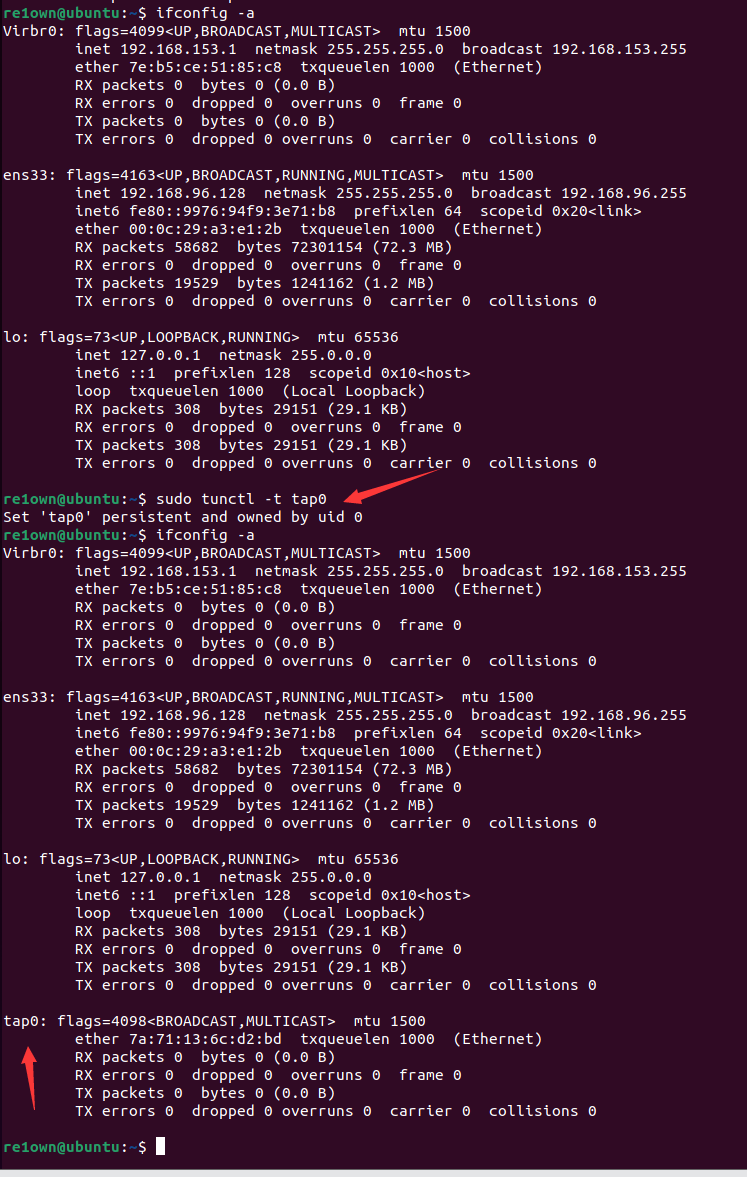 re1own@ubuntu:~$ ifconfig -a
Virbr0: flags=4099<UP,BROADCAST,MULTICAST>  mtu 1500
        inet 192.168.153.1  netmask 255.255.255.0  broadcast 192.168.153.255
        ether 7e:b5:ce:51:85:c8  txqueuelen 1000  (Ethernet)
        RX packets 0  bytes 0 (0.0 B)
        RX errors 0  dropped 0  overruns 0  frame 0
        TX packets 0  bytes 0 (0.0 B)
        TX errors 0  dropped 0 overruns 0  carrier 0  collisions 0

ens33: flags=4163<UP,BROADCAST,RUNNING,MULTICAST>  mtu 1500
        inet 192.168.96.128  netmask 255.255.255.0  broadcast 192.168.96.255
        inet6 fe80::9976:94f9:3e71:b8  prefixlen 64  scopeid 0x20<link>
        ether 00:0c:29:a3:e1:2b  txqueuelen 1000  (Ethernet)
        RX packets 58682  bytes 72301154 (72.3 MB)
        RX errors 0  dropped 0  overruns 0  frame 0
        TX packets 19529  bytes 1241162 (1.2 MB)
        TX errors 0  dropped 0 overruns 0  carrier 0  collisions 0

lo: flags=73<UP,LOOPBACK,RUNNING>  mtu 65536
        inet 127.0.0.1  netmask 255.0.0.0
        inet6 ::1  prefixlen 128  scopeid 0x10<host>
        loop  txqueuelen 1000  (Local Loopback)
        RX packets 308  bytes 29151 (29.1 KB)
        RX errors 0  dropped 0  overruns 0  frame 0
        TX packets 308  bytes 29151 (29.1 KB)
        TX errors 0  dropped 0 overruns 0  carrier 0  collisions 0

re1own@ubuntu:~$ sudo tunctl -t tap0
Set 'tap0' persistent and owned by uid 0
re1own@ubuntu:~$ ifconfig -a
Virbr0: flags=4099<UP,BROADCAST,MULTICAST>  mtu 1500
        inet 192.168.153.1  netmask 255.255.255.0  broadcast 192.168.153.255
        ether 7e:b5:ce:51:85:c8  txqueuelen 1000  (Ethernet)
        RX packets 0  bytes 0 (0.0 B)
        RX errors 0  dropped 0  overruns 0  frame 0
        TX packets 0  bytes 0 (0.0 B)
        TX errors 0  dropped 0 overruns 0  carrier 0  collisions 0

ens33: flags=4163<UP,BROADCAST,RUNNING,MULTICAST>  mtu 1500
        inet 192.168.96.128  netmask 255.255.255.0  broadcast 192.168.96.255
        inet6 fe80::9976:94f9:3e71:b8  prefixlen 64  scopeid 0x20<link>
        ether 00:0c:29:a3:e1:2b  txqueuelen 1000  (Ethernet)
        RX packets 58682  bytes 72301154 (72.3 MB)
        RX errors 0  dropped 0  overruns 0  frame 0
        TX packets 19529  bytes 1241162 (1.2 MB)
        TX errors 0  dropped 0 overruns 0  carrier 0  collisions 0

lo: flags=73<UP,LOOPBACK,RUNNING>  mtu 65536
        inet 127.0.0.1  netmask 255.0.0.0
        inet6 ::1  prefixlen 128  scopeid 0x10<host>
        loop  txqueuelen 1000  (Local Loopback)
        RX packets 308  bytes 29151 (29.1 KB)
        RX errors 0  dropped 0  overruns 0  frame 0
        TX packets 308  bytes 29151 (29.1 KB)
        TX errors 0  dropped 0 overruns 0  carrier 0  collisions 0

tap0: flags=4098<BROADCAST,MULTICAST>  mtu 1500
        ether 7a:71:13:6c:d2:bd  txqueuelen 1000  (Ethernet)
        RX packets 0  bytes 0 (0.0 B)
        RX errors 0  dropped 0  overruns 0  frame 0
        TX packets 0  bytes 0 (0.0 B)
        TX errors 0  dropped 0 overruns 0  carrier 0  collisions 0

re1own@ubuntu:~$